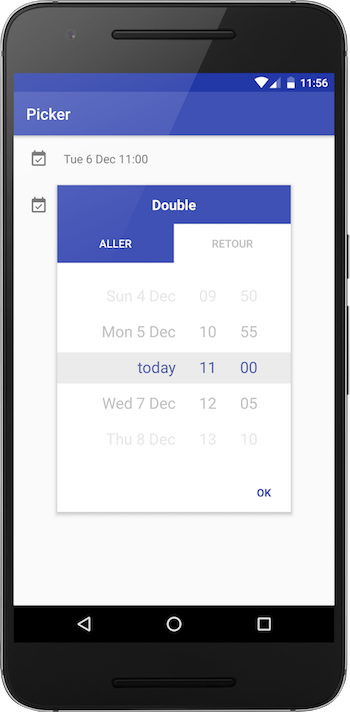 11:56
Picker
Tue 6 Dec 11:00
Double
ALLER RETOUR
Sun 4 Dec 09 50
Mon 5 Dec 10 55
today 11 00
Wed 7 Dec 12 05
Thu 8 Dec 13 10
OK